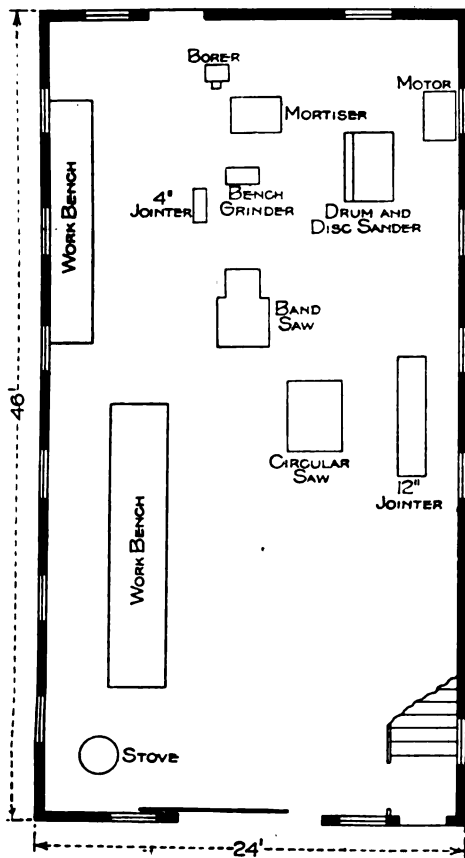 BORER
MOTOR
MORTISER
4"
JOINTER
BENCH
GRINDER
DRUM AND
DISC SANDER
WORK BENCH
BAND
SAW
46'
CIRCULAR
SAW
12"
JOINTER
WORK BENCH
STOVE
24'